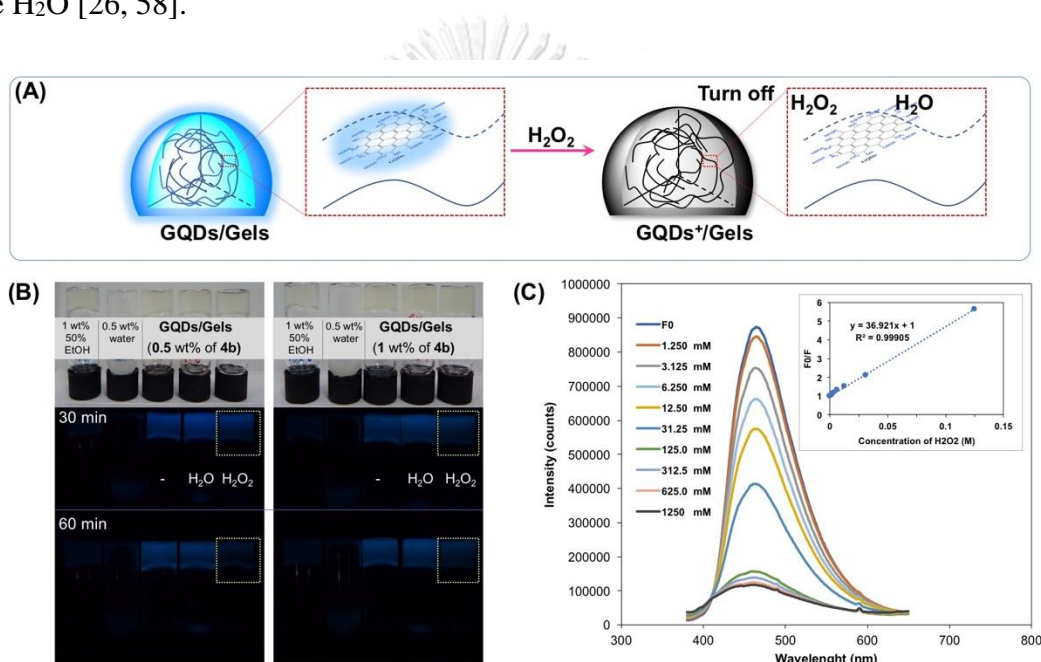 e H₂O [26, 58].
(A)
Turn off
H₂O₂
H₂O
H₂O₂
GQDs/Gels
GQDs⁺/Gels
(B)
1 wt%
50%
EtOH
0.5 wt%
water
GQDs/Gels
(0.5 wt% of 4b)
1 wt%
50%
EtOH
0.5 wt%
water
GQDs/Gels
(1 wt% of 4b)
30 min
- H₂O H₂O₂
- H₂O H₂O₂
60 min
(C)
Intensity (counts)
1000000
900000
800000
700000
600000
500000
400000
300000
200000
100000
0
F0
1.250 mM
3.125 mM
6.250 mM
12.50 mM
31.25 mM
125.0 mM
312.5 mM
625.0 mM
1250 mM
F0/F
6
5
4
3
2
1
0
y = 36.921x + 1
R² = 0.99905
0 0.05 0.1 0.15
Concentration of H2O2 (M)
300 400 500 600 700 800
Wavelenght (nm)